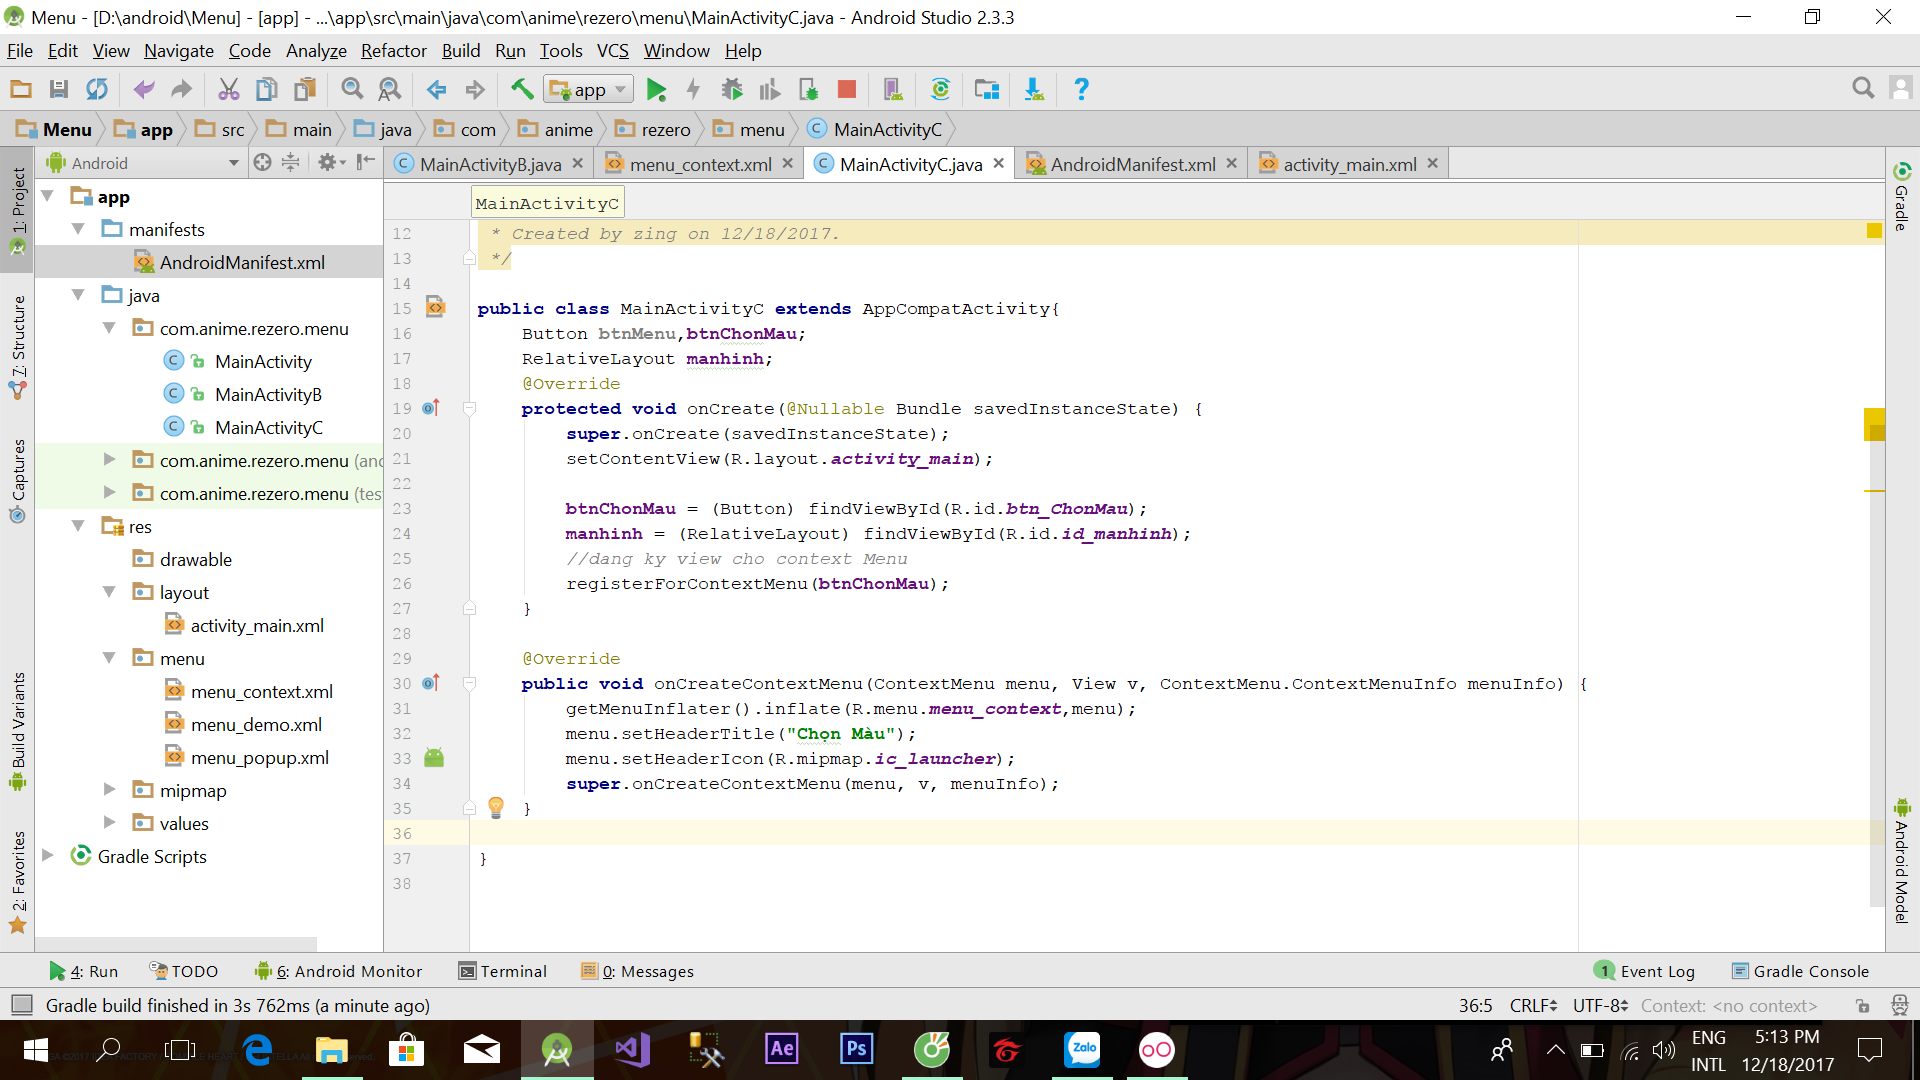 Menu - [D:\android\Menu] - [app] - ...\app\src\main\java\com\anime\rezero\menu\MainActivityC.java - Android Studio 2.3.3
File Edit View Navigate Code Analyze Refactor Build Run Tools VCS Window Help
app
Menu app src main java com anime rezero menu MainActivityC
Android
MainActivityB.java menu_context.xml MainActivityC.java AndroidManifest.xml activity_main.xml
1: Project
7: Structure
Captures
Build Variants
2: Favorites
app
manifests
AndroidManifest.xml
java
com.anime.rezero.menu
MainActivity
MainActivityB
MainActivityC
com.anime.rezero.menu (and
com.anime.rezero.menu (tes
res
drawable
layout
activity_main.xml
menu
menu_context.xml
menu_demo.xml
menu_popup.xml
mipmap
values
Gradle Scripts
MainActivityC
12 * Created by zing on 12/18/2017.
13 */
14
15 public class MainActivityC extends AppCompatActivity{
16 Button btnMenu,btnChonMau;
17 RelativeLayout manhinh;
18 @Override
19 protected void onCreate(@Nullable Bundle savedInstanceState) {
20 super.onCreate(savedInstanceState);
21 setContentView(R.layout.activity_main);
22
23 btnChonMau = (Button) findViewById(R.id.btn_ChonMau);
24 manhinh = (RelativeLayout) findViewById(R.id.id_manhinh);
25 //dang ky view cho context Menu
26 registerForContextMenu(btnChonMau);
27 }
28
29 @Override
30 public void onCreateContextMenu(ContextMenu menu, View v, ContextMenu.ContextMenuInfo menuInfo) {
31 getMenuInflater().inflate(R.menu.menu_context,menu);
32 menu.setHeaderTitle("Chọn Màu");
33 menu.setHeaderIcon(R.mipmap.ic_launcher);
34 super.onCreateContextMenu(menu, v, menuInfo);
35 }
36
37 }
38
Gradle
Android Model
4: Run TODO 6: Android Monitor Terminal 0: Messages 1 Event Log Gradle Console
Gradle build finished in 3s 762ms (a minute ago) 36:5 CRLF UTF-8 Context: <no context>
Ae Ps Zalo
ENG 5:13 PM
INTL 12/18/2017